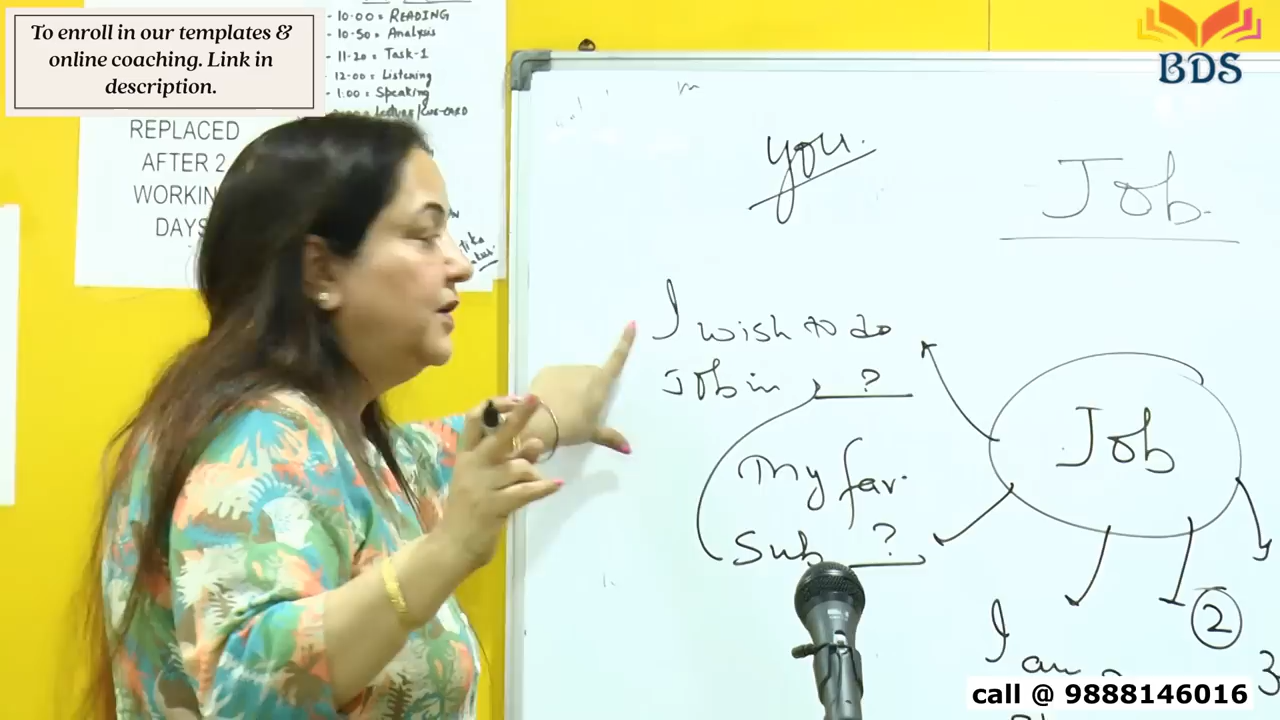 To enroll in our templates &
online coaching. Link in
description.
- 10·00 = READING
- 10·50 = Analysis
- 11-20 = Task-1
- 12:00 = Listening
- 1:00 = Speaking
REPLACED
AFTER 2
WORKIN
DAYS
BDS
you.
Job.
I wish to do
Job in ?
My fav.
Sub ?
Job
2
I am
3
call @ 9888146016